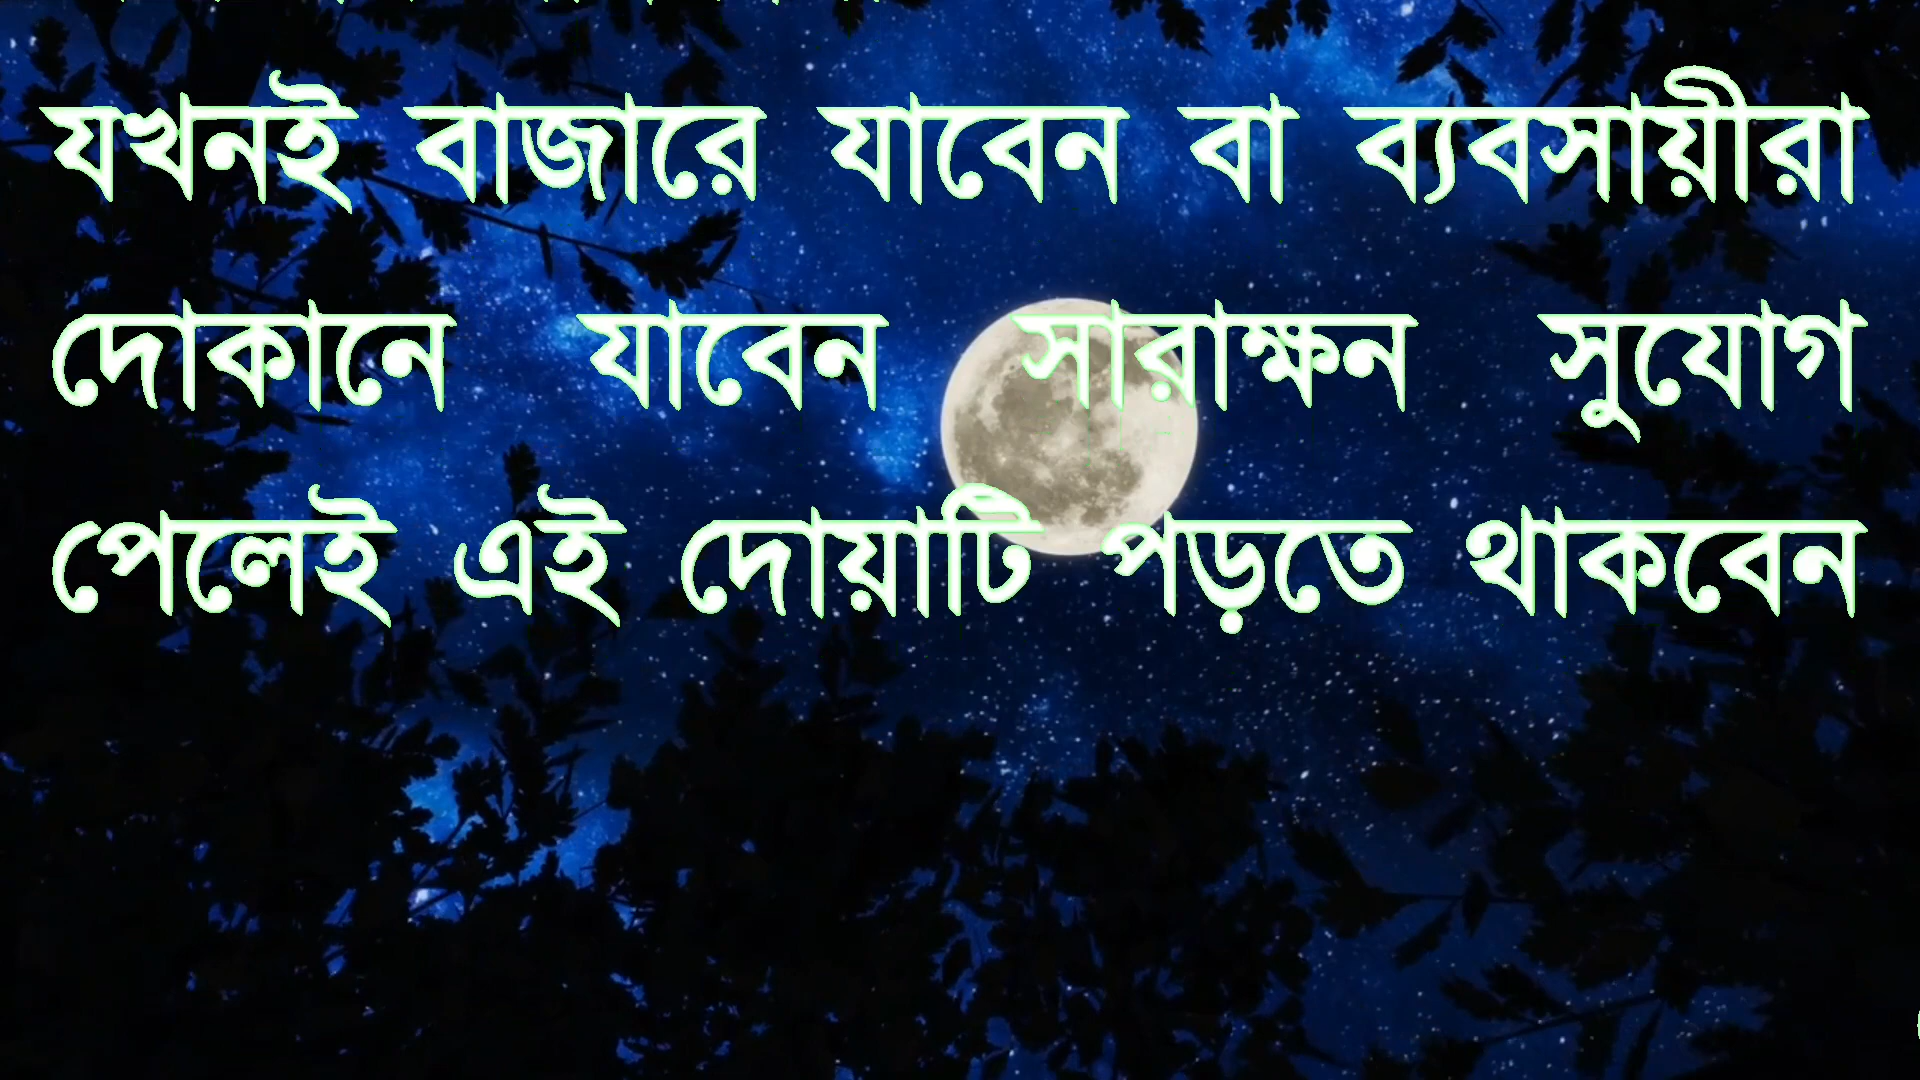 যখনই বাজারে যাবেন বা ব্যবসায়ীরা
দোকানে যাবেন সারাক্ষন সুযোগ
পেলেই এই দোয়াটি পড়তে থাকবেন